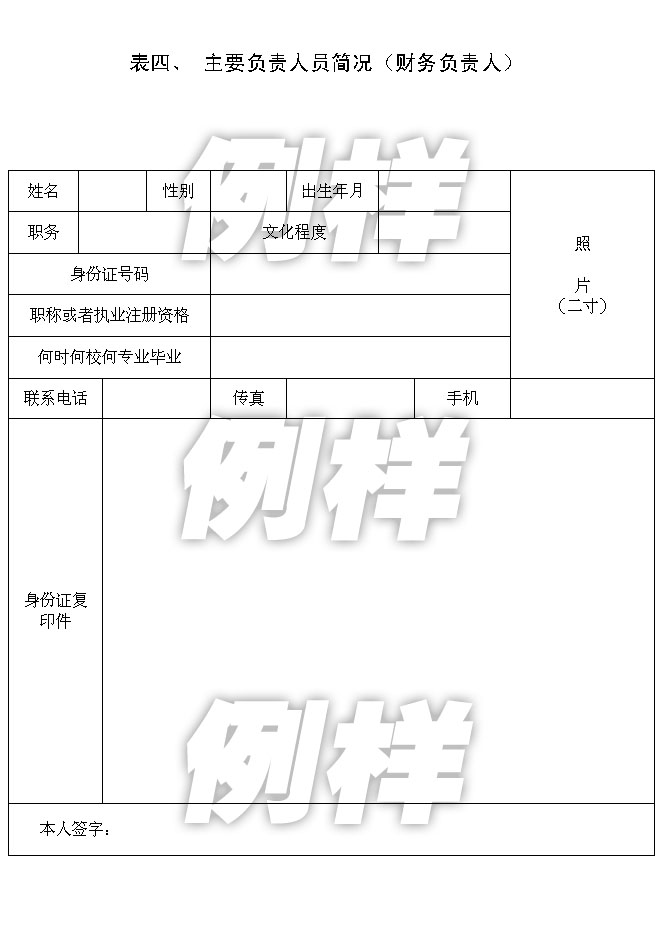 表四、 主要负责人员简况（财务负责人）
例样
姓名 性别 出生年月
职务 文化程度
照
片
（二寸）
身份证号码
职称或者执业注册资格
何时何校何专业毕业
联系电话 传真 手机
例样
身份证复
印件
例样
本人签字：